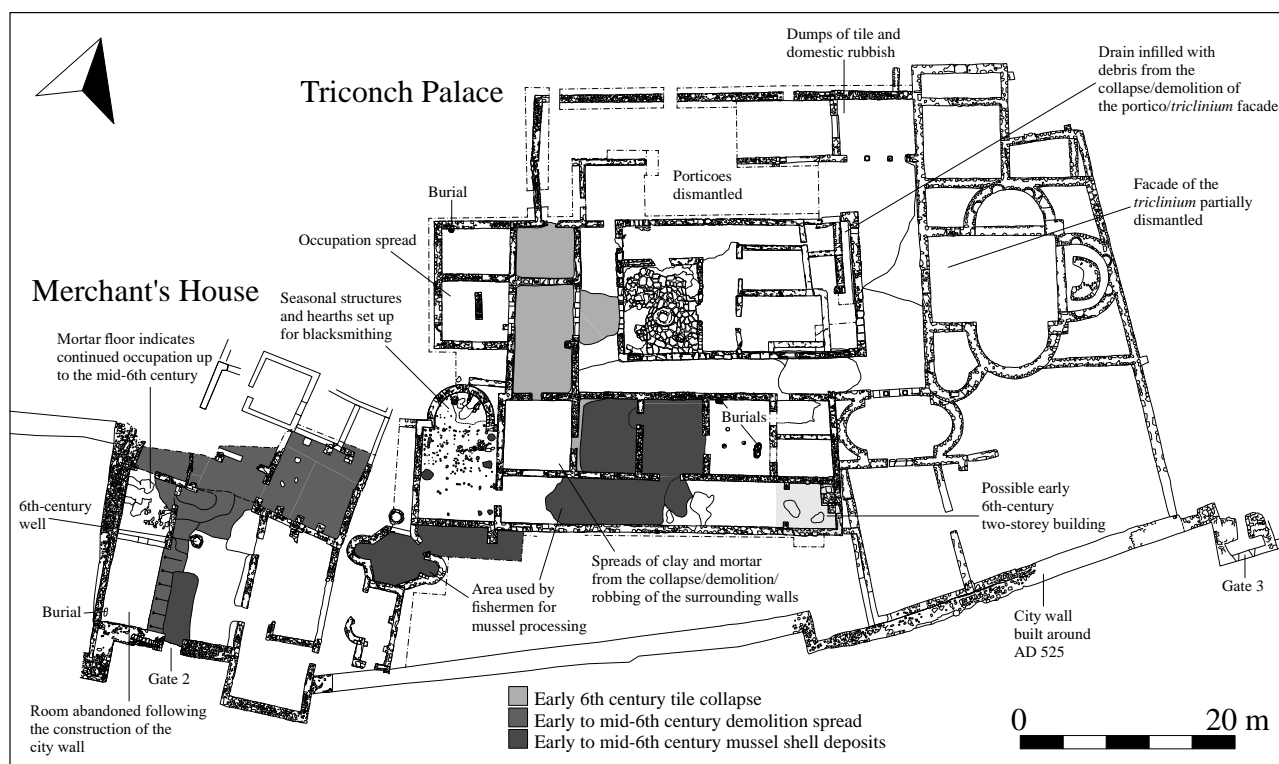 Triconch Palace
Dumps of tile and
domestic rubbish
Drain infilled with
debris from the
collapse/demolition of
the portico/triclinium facade
Burial
Porticoes
dismantled
Facade of the
triclinium partially
dismantled
Occupation spread
Merchant's House
Seasonal structures
and hearths set up
for blacksmithing
Mortar floor indicates
continued occupation up
to the mid-6th century
Burials
6th-century
well
Possible early
6th-century
two-storey building
Spreads of clay and mortar
from the collapse/demolition/
robbing of the surrounding walls
Area used by
fishermen for
mussel processing
Gate 3
Burial
City wall
built around
AD 525
Gate 2
Room abandoned following
the construction of the
city wall
Early 6th century tile collapse
Early to mid-6th century demolition spread
Early to mid-6th century mussel shell deposits
0 20 m